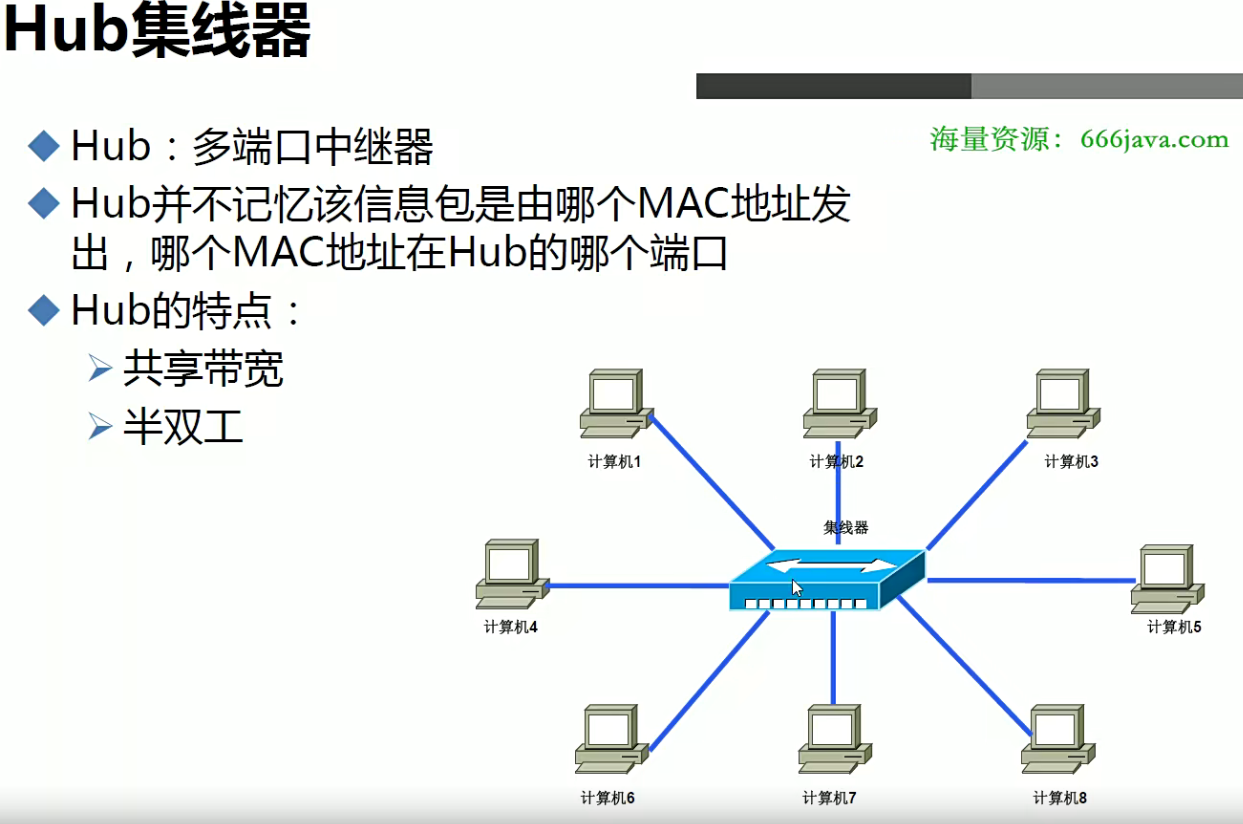 Hub集线器
海量资源：666java.com
Hub：多端口中继器
Hub并不记忆该信息包是由哪个MAC地址发
出，哪个MAC地址在Hub的哪个端口
Hub的特点：
共享带宽
半双工
计算机1
计算机2
计算机3
集线器
计算机4
计算机5
计算机6
计算机7
计算机8